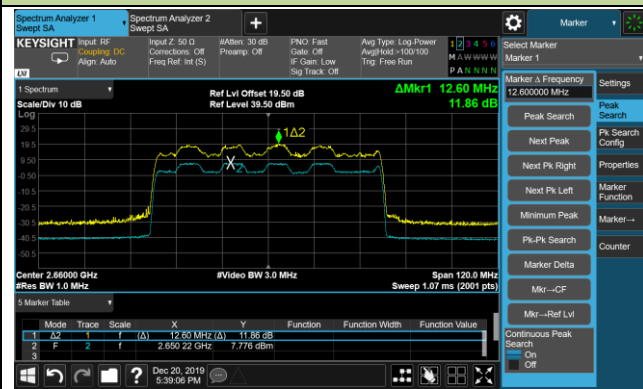 Spectrum Analyzer 1
Swept SA
Spectrum Analyzer 2
Swept SA
+
Marker
KEYSIGHT
Input: RF
Coupling: DC
Align: Auto
Input Z: 50 Ω
Corrections: Off
Freq Ref: Int (S)
#Atten: 30 dB
Preamp: Off
PNO: Fast
Gate: Off
IF Gain: Low
Sig Track: Off
Avg Type: Log-Power
Avg|Hold:>100/100
Trig: Free Run
1 2 3 4 5 6
M A W W W W
P A N N N N
LXI
Select Marker
Marker 1
1 Spectrum
Scale/Div 10 dB
Log
Ref Lvl Offset 19.50 dB
Ref Level 39.50 dBm
ΔMkr1 12.60 MHz
11.86 dB
29.5
19.5
9.50
-0.50
-10.5
-20.5
-30.5
-40.5
-50.5
1Δ2
X2
Center 2.66000 GHz
#Res BW 1.0 MHz
#Video BW 3.0 MHz
Span 120.0 MHz
Sweep 1.07 ms (2001 pts)
5 Marker Table
Mode Trace Scale X Y Function Function Width Function Value
1 Δ2 1 f (Δ) 12.60 MHz (Δ) 11.86 dB
2 F 2 f 2.650 22 GHz 7.776 dBm
3
Marker Δ Frequency
12.600000 MHz
Peak Search
Next Peak
Next Pk Right
Next Pk Left
Minimum Peak
Pk-Pk Search
Marker Delta
Mkr→CF
Mkr→Ref Lvl
Continuous Peak
Search
On
Off
Settings
Peak
Search
Pk Search
Config
Properties
Marker
Function
Marker→
Counter
?
Dec 20, 2019
5:39:06 PM